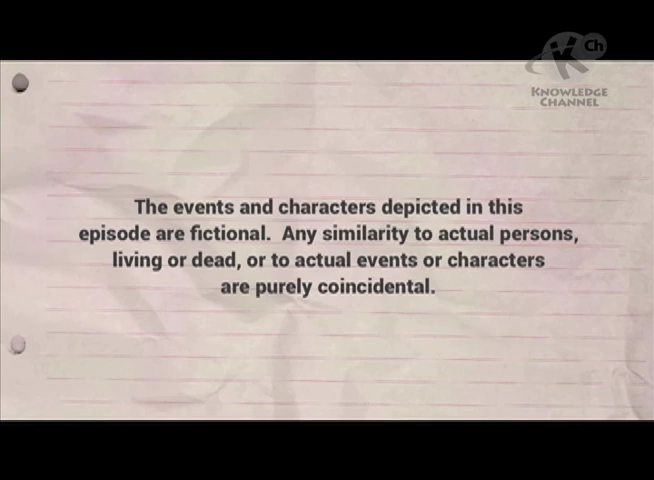 K Ch
KNOWLEDGE
CHANNEL
The events and characters depicted in this
episode are fictional.  Any similarity to actual persons,
living or dead, or to actual events or characters
are purely coincidental.